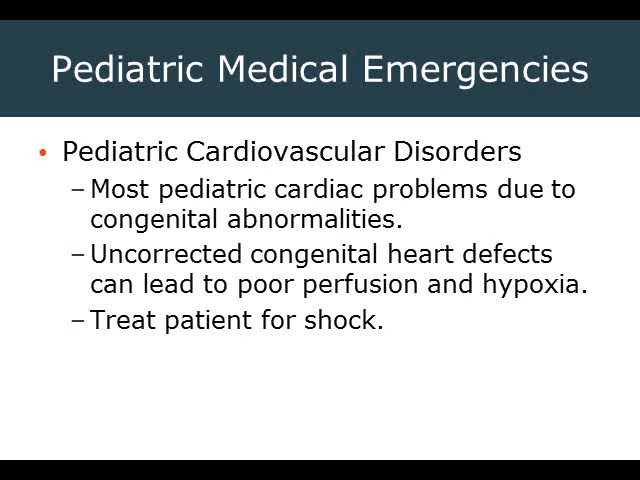 Pediatric Medical Emergencies
• Pediatric Cardiovascular Disorders
– Most pediatric cardiac problems due to
congenital abnormalities.
– Uncorrected congenital heart defects
can lead to poor perfusion and hypoxia.
– Treat patient for shock.